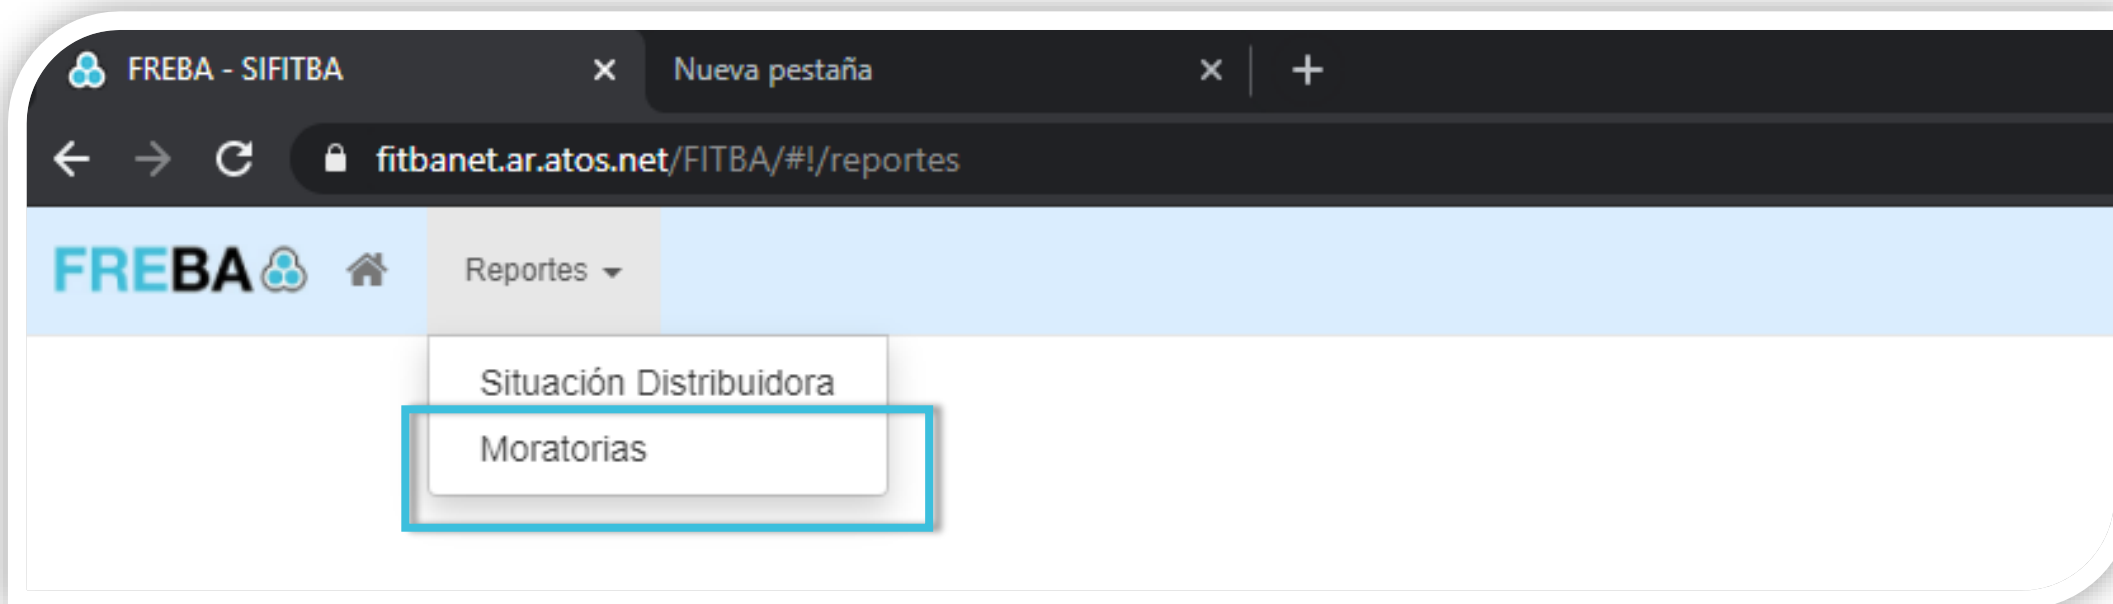 FREBA - SIFITBA
Nueva pestaña
fitbanet.ar.atos.net/FITBA/#!/reportes
FREBA Reportes
Situación Distribuidora
Moratorias